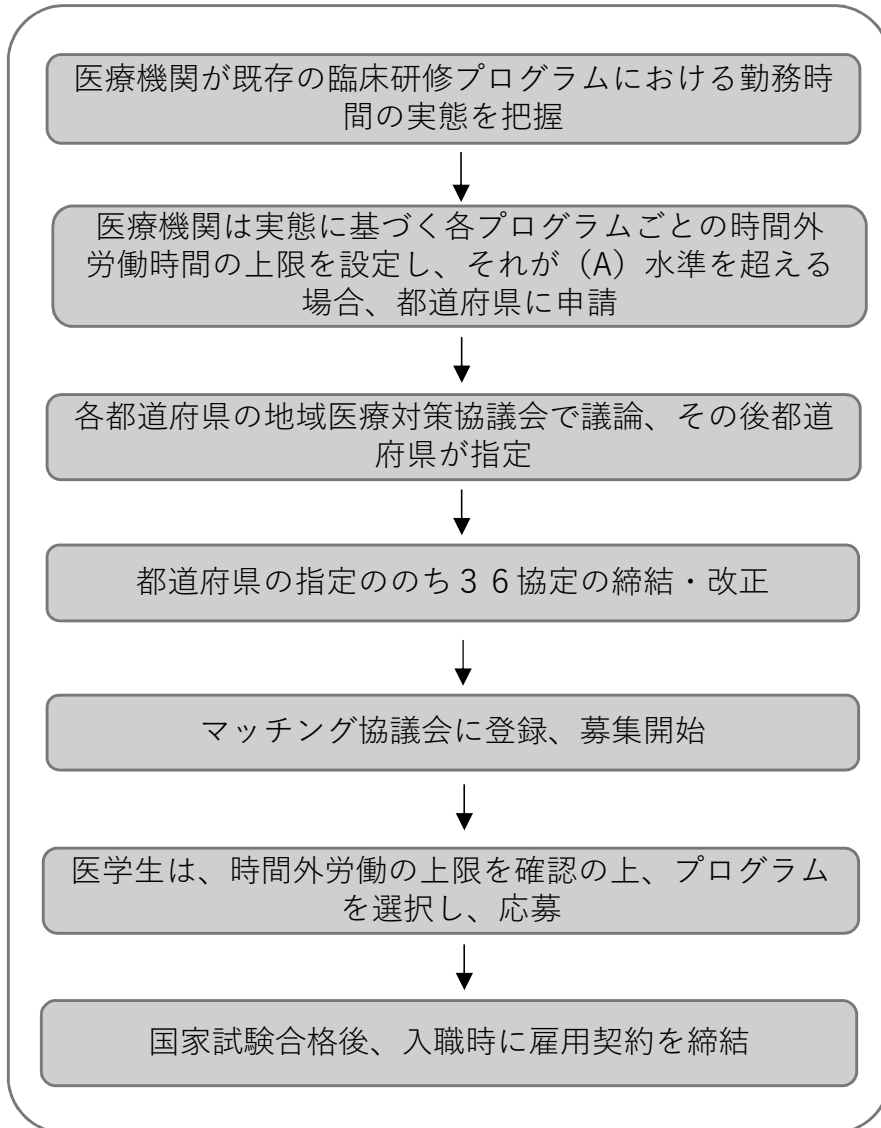 医療機関が既存の臨床研修プログラムにおける勤務時
間の実態を把握
医療機関は実態に基づく各プログラムごとの時間外
労働時間の上限を設定し、それが（A）水準を超える
場合、都道府県に申請
各都道府県の地域医療対策協議会で議論、その後都道
府県が指定
都道府県の指定ののち３６協定の締結・改正
マッチング協議会に登録、募集開始
医学生は、時間外労働の上限を確認の上、プログラム
を選択し、応募
国家試験合格後、入職時に雇用契約を締結